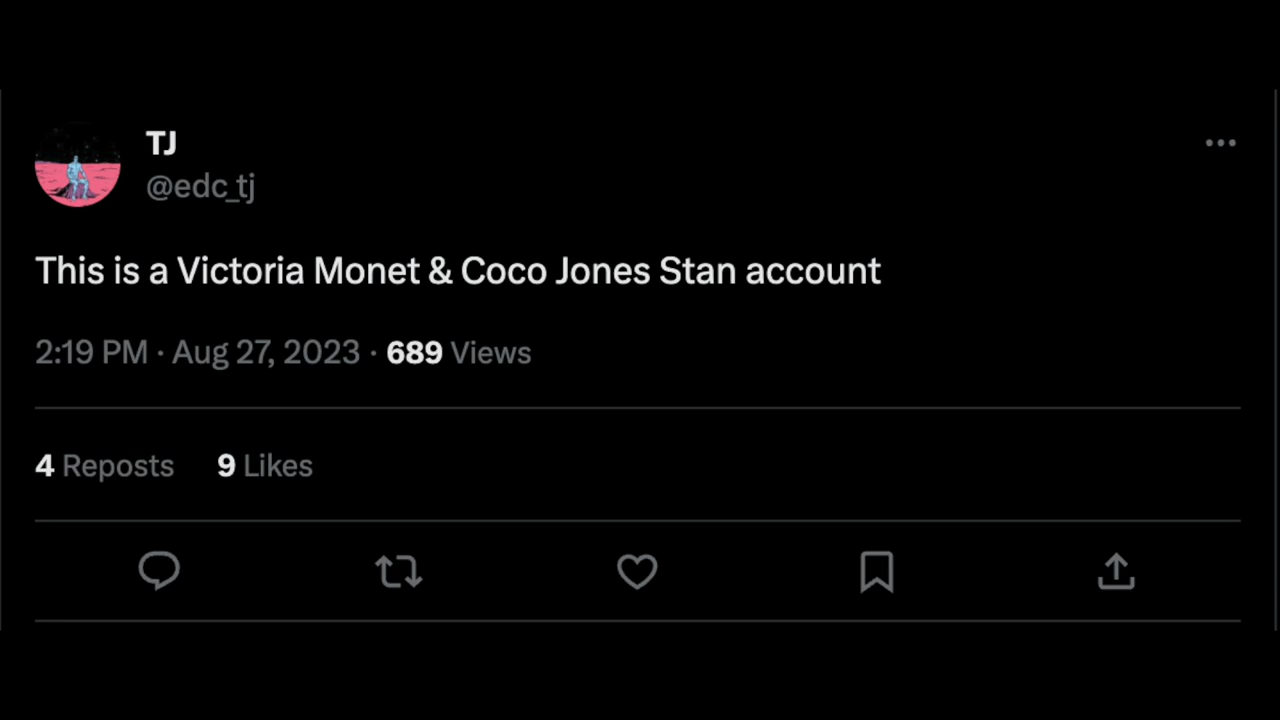 TJ
@edc_tj
This is a Victoria Monet & Coco Jones Stan account
2:19 PM · Aug 27, 2023 · 689 Views
4 Reposts 9 Likes